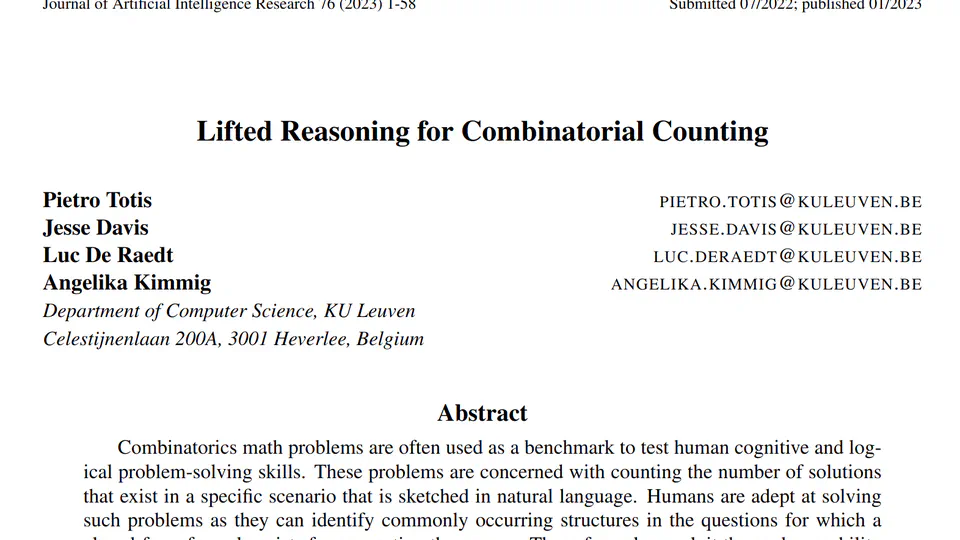 Journal of Artificial Intelligence Research 76 (2023) 1-58 Submitted 07/2022; published 01/2023
Lifted Reasoning for Combinatorial Counting
Pietro Totis PIETRO.TOTIS@KULEUVEN.BE
Jesse Davis JESSE.DAVIS@KULEUVEN.BE
Luc De Raedt LUC.DERAEDT@KULEUVEN.BE
Angelika Kimmig ANGELIKA.KIMMIG@KULEUVEN.BE
Department of Computer Science, KU Leuven
Celestijnenlaan 200A, 3001 Heverlee, Belgium
Abstract
Combinatorics math problems are often used as a benchmark to test human cognitive and log-
ical problem-solving skills. These problems are concerned with counting the number of solutions
that exist in a specific scenario that is sketched in natural language. Humans are adept at solving
such problems as they can identify commonly occurring structures in the questions for which a